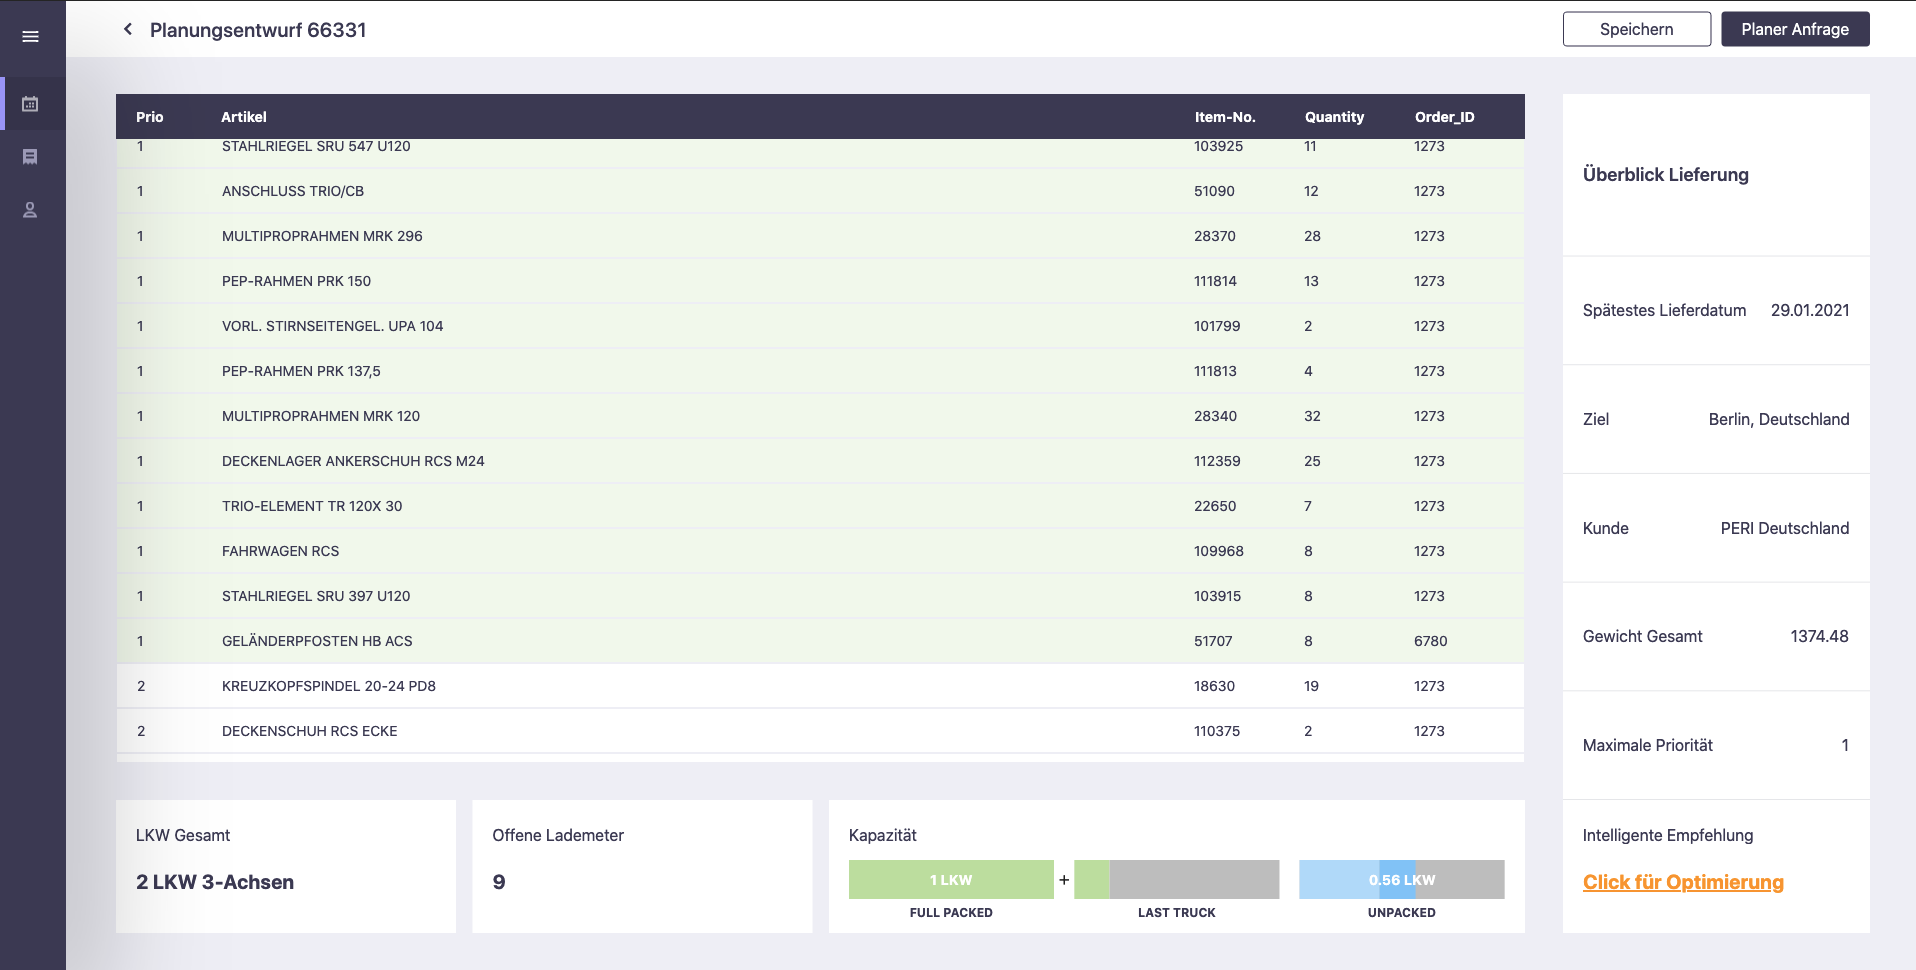 Planungsentwurf 66331
Speichern
Planer Anfrage
Prio Artikel Item-No. Quantity Order_ID
1 STAHLRIEGEL SRU 547 U120 103925 11 1273
1 ANSCHLUSS TRIO/CB 51090 12 1273
1 MULTIPROPRAHMEN MRK 296 28370 28 1273
1 PEP-RAHMEN PRK 150 111814 13 1273
1 VORL. STIRNSEITENGEL. UPA 104 101799 2 1273
1 PEP-RAHMEN PRK 137,5 111813 4 1273
1 MULTIPROPRAHMEN MRK 120 28340 32 1273
1 DECKENLAGER ANKERSCHUH RCS M24 112359 25 1273
1 TRIO-ELEMENT TR 120X 30 22650 7 1273
1 FAHRWAGEN RCS 109968 8 1273
1 STAHLRIEGEL SRU 397 U120 103915 8 1273
1 GELÄNDERPFOSTEN HB ACS 51707 8 6780
2 KREUZKOPFSPINDEL 20-24 PD8 18630 19 1273
2 DECKENSCHUH RCS ECKE 110375 2 1273
Überblick Lieferung
Spätestes Lieferdatum 29.01.2021
Ziel Berlin, Deutschland
Kunde PERI Deutschland
Gewicht Gesamt 1374.48
Maximale Priorität 1
LKW Gesamt
2 LKW 3-Achsen
Offene Lademeter
9
Kapazität
1 LKW + 0.56 LKW
FULL PACKED LAST TRUCK UNPACKED
Intelligente Empfehlung
Click für Optimierung